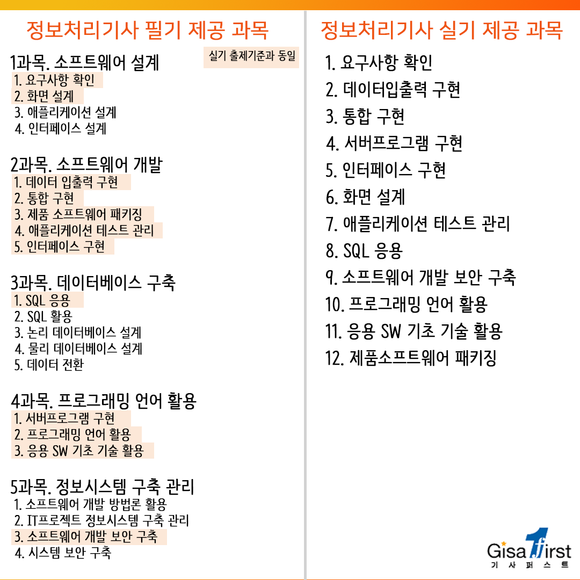 정보처리기사 필기 제공 과목
실기 출제기준과 동일
1과목. 소프트웨어 설계
1. 요구사항 확인
2. 화면 설계
3. 애플리케이션 설계
4. 인터페이스 설계
2과목. 소프트웨어 개발
1. 데이터 입출력 구현
2. 통합 구현
3. 제품 소프트웨어 패키징
4. 애플리케이션 테스트 관리
5. 인터페이스 구현
3과목. 데이터베이스 구축
1. SQL 응용
2. SQL 활용
3. 논리 데이터베이스 설계
4. 물리 데이터베이스 설계
5. 데이터 전환
4과목. 프로그래밍 언어 활용
1. 서버프로그램 구현
2. 프로그래밍 언어 활용
3. 응용 SW 기초 기술 활용
5과목. 정보시스템 구축 관리
1. 소프트웨어 개발 방법론 활용
2. IT프로젝트 정보시스템 구축 관리
3. 소프트웨어 개발 보안 구축
4. 시스템 보안 구축
정보처리기사 실기 제공 과목
1. 요구사항 확인
2. 데이터입출력 구현
3. 통합 구현
4. 서버프로그램 구현
5. 인터페이스 구현
6. 화면 설계
7. 애플리케이션 테스트 관리
8. SQL 응용
9. 소프트웨어 개발 보안 구축
10. 프로그래밍 언어 활용
11. 응용 SW 기초 기술 활용
12. 제품소프트웨어 패키징
Gisa 1 first
기사퍼스트